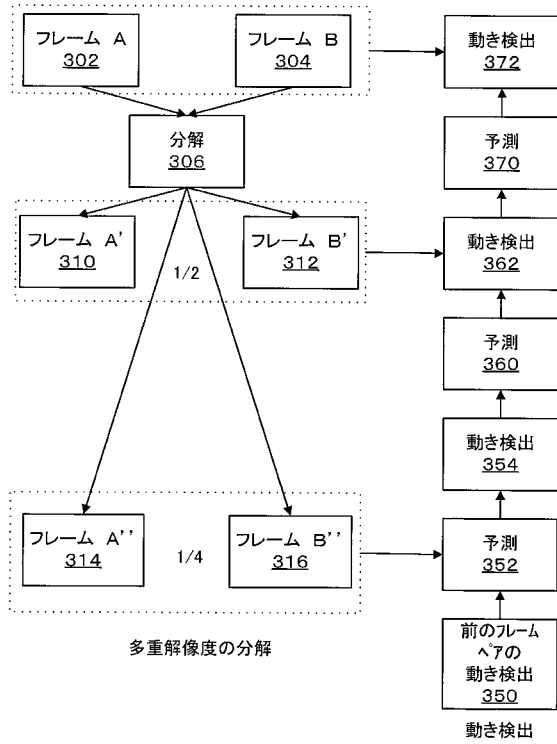 フレーム A
302
フレーム B
304
動き検出
372
分解
306
予測
370
フレーム A'
310
1/2
フレーム B'
312
動き検出
362
予測
360
動き検出
354
フレーム A''
314
1/4
フレーム B''
316
予測
352
前のフレーム
ペアの
動き検出
350
多重解像度の分解
動き検出